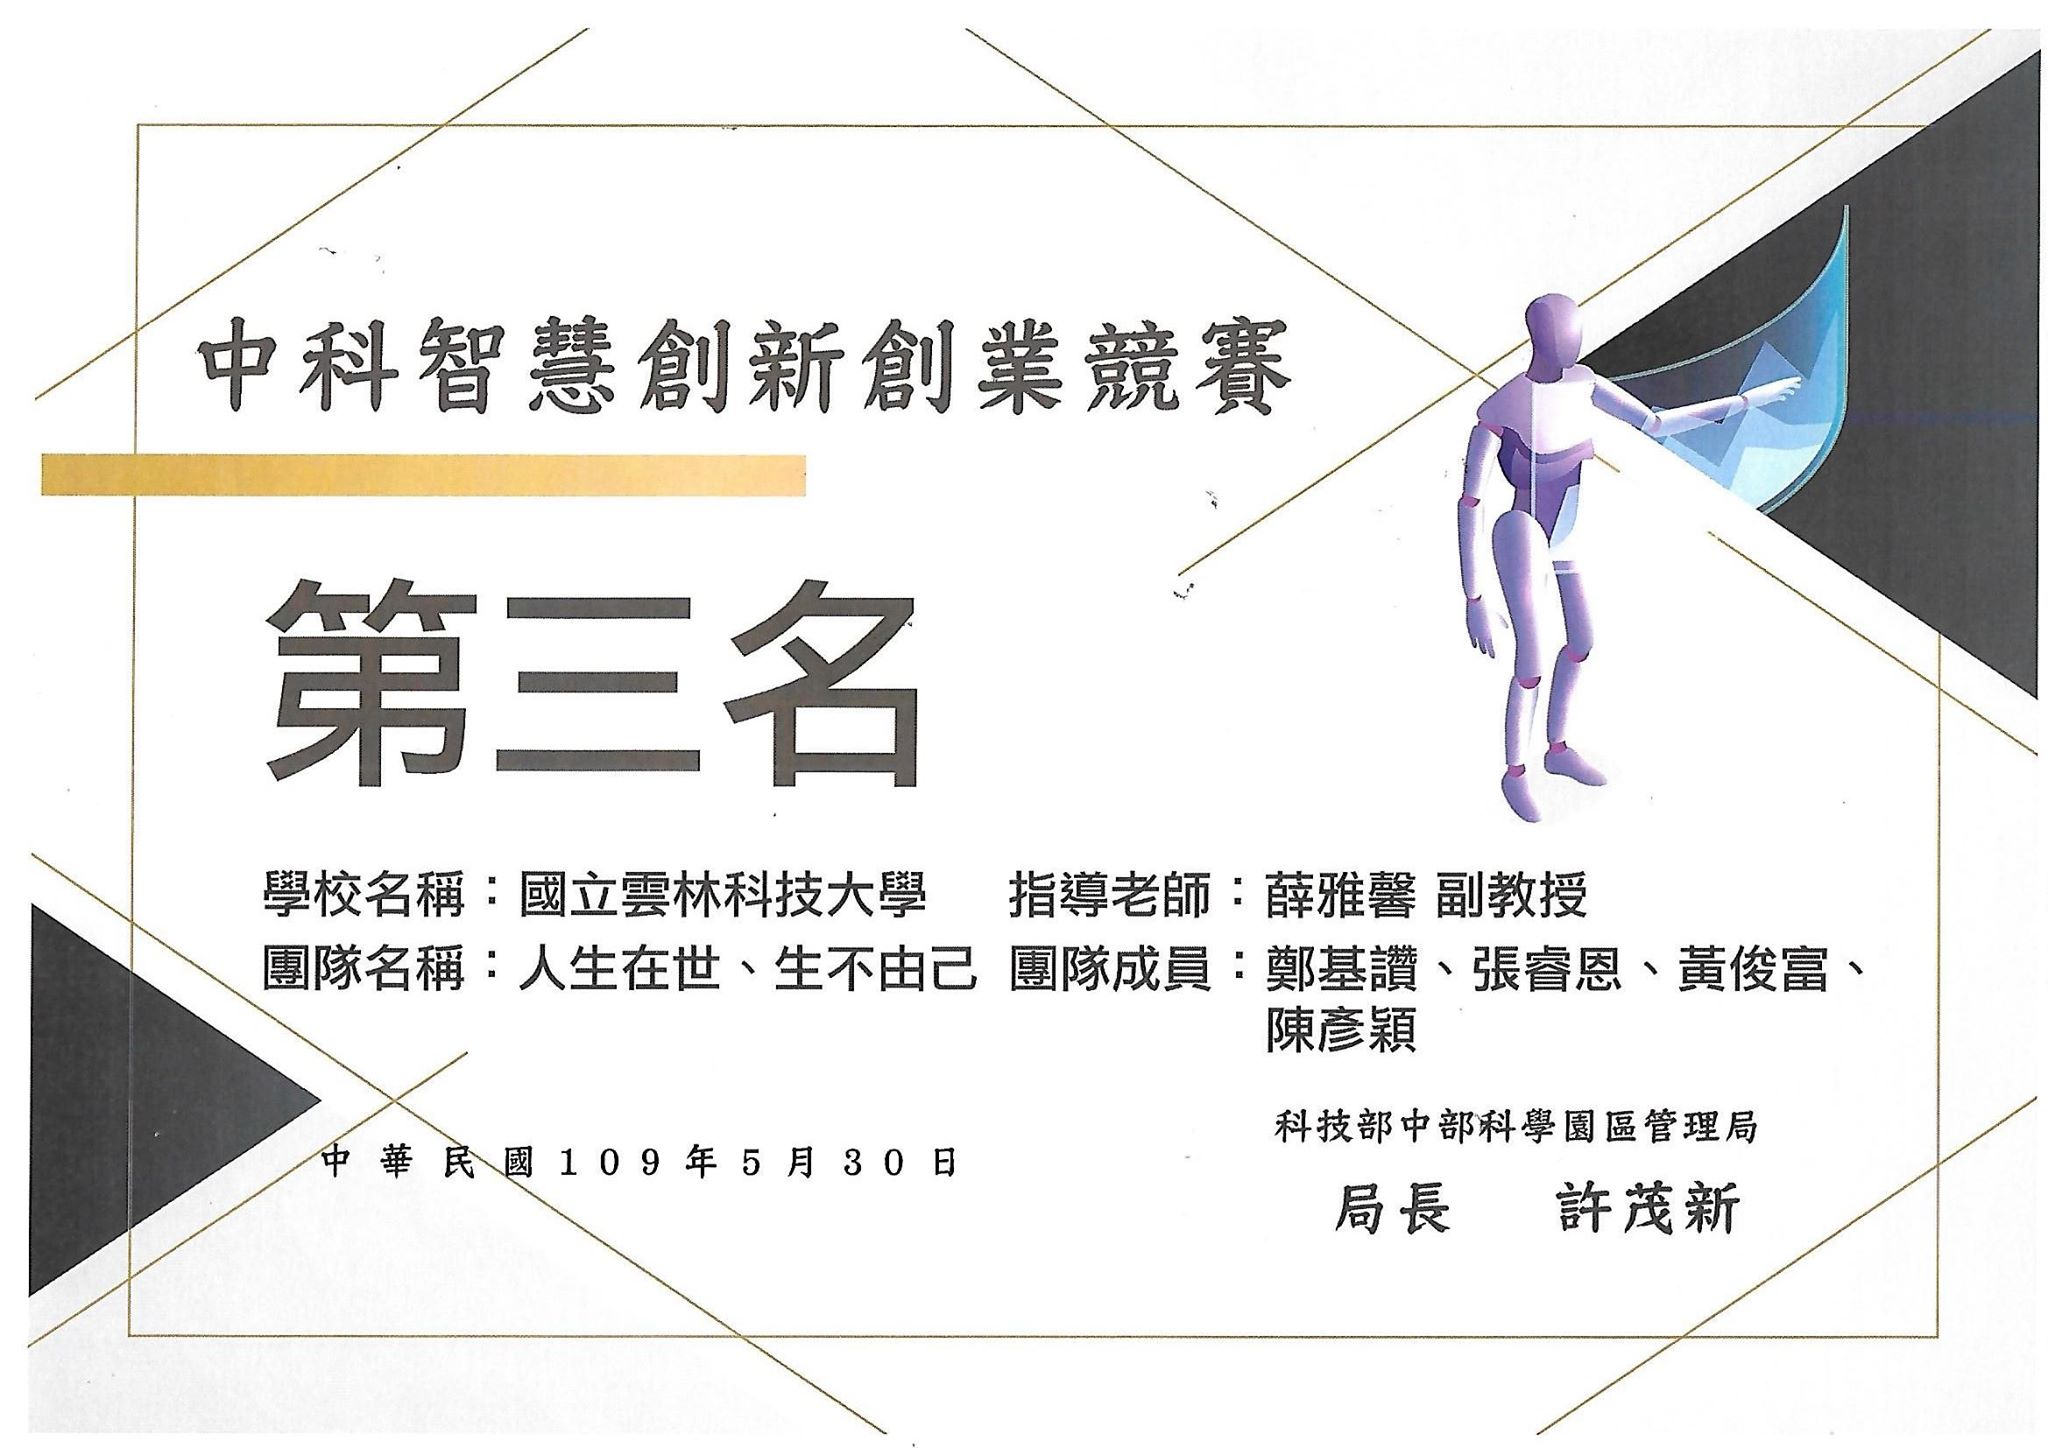 中科智慧創新創業競賽
第三名
學校名稱：國立雲林科技大學
指導老師：薛雅馨 副教授
團隊名稱：人生在世、生不由己
團隊成員：鄭基讚、張睿恩、黃俊富、
陳彥穎
科技部中部科學園區管理局
中華民國109年5月30日
局長 許茂新